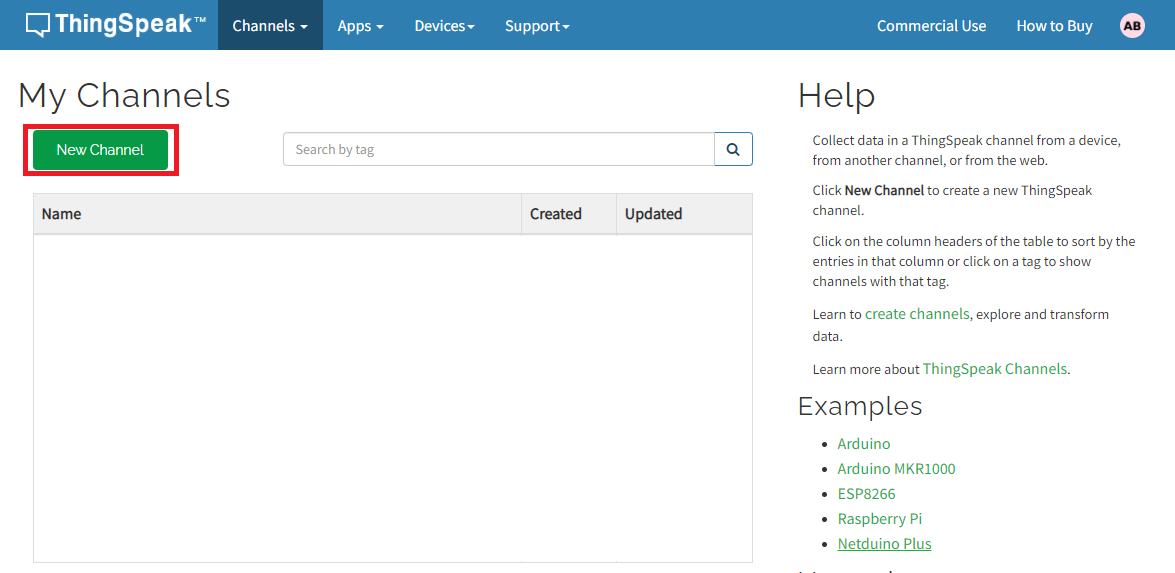 ThingSpeak™ Channels Apps Devices Support Commercial Use How to Buy AB
My Channels
New Channel
Search by tag
Name Created Updated
Help
Collect data in a ThingSpeak channel from a device,
from another channel, or from the web.
Click New Channel to create a new ThingSpeak
channel.
Click on the column headers of the table to sort by the
entries in that column or click on a tag to show
channels with that tag.
Learn to create channels, explore and transform
data.
Learn more about ThingSpeak Channels.
Examples
Arduino
Arduino MKR1000
ESP8266
Raspberry Pi
Netduino Plus